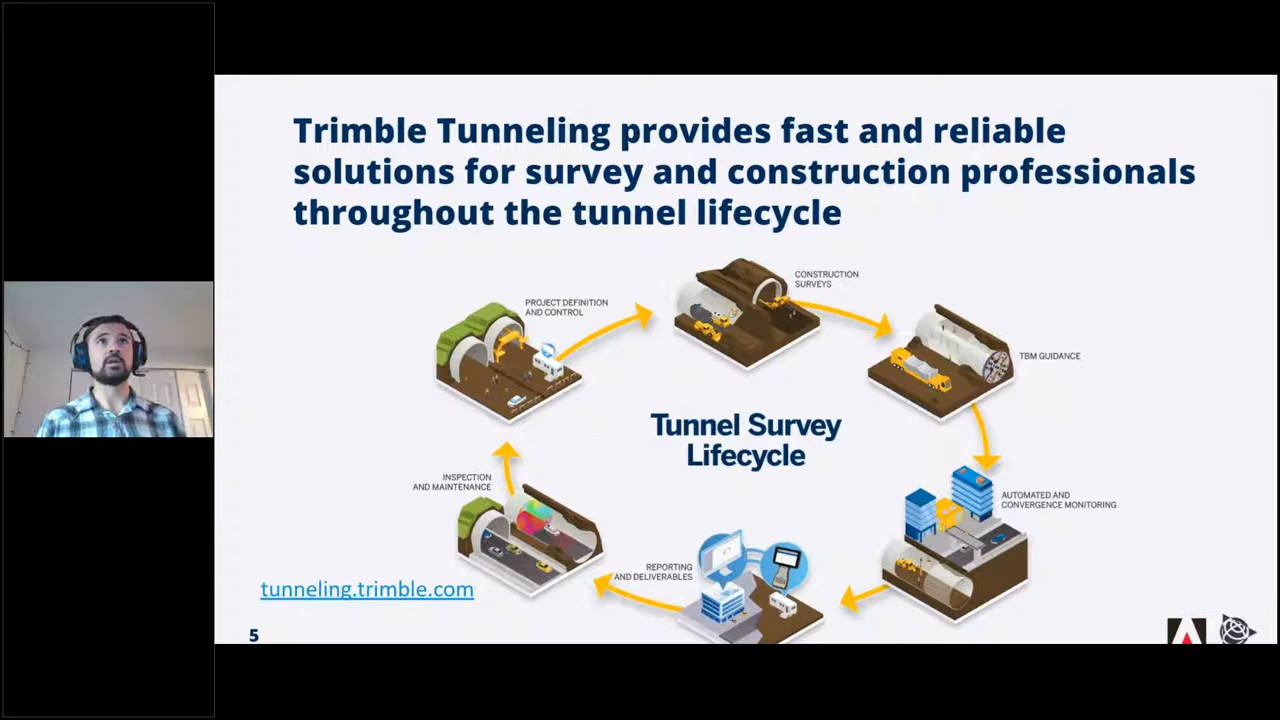 Trimble Tunneling provides fast and reliable
solutions for survey and construction professionals
throughout the tunnel lifecycle
CONSTRUCTION
SURVEYS
PROJECT DEFINITION
AND CONTROL
TBM GUIDANCE
Tunnel Survey
Lifecycle
INSPECTION
AND MAINTENANCE
AUTOMATED AND
CONVERGENCE MONITORING
REPORTING
AND DELIVERABLES
tunneling.trimble.com
5